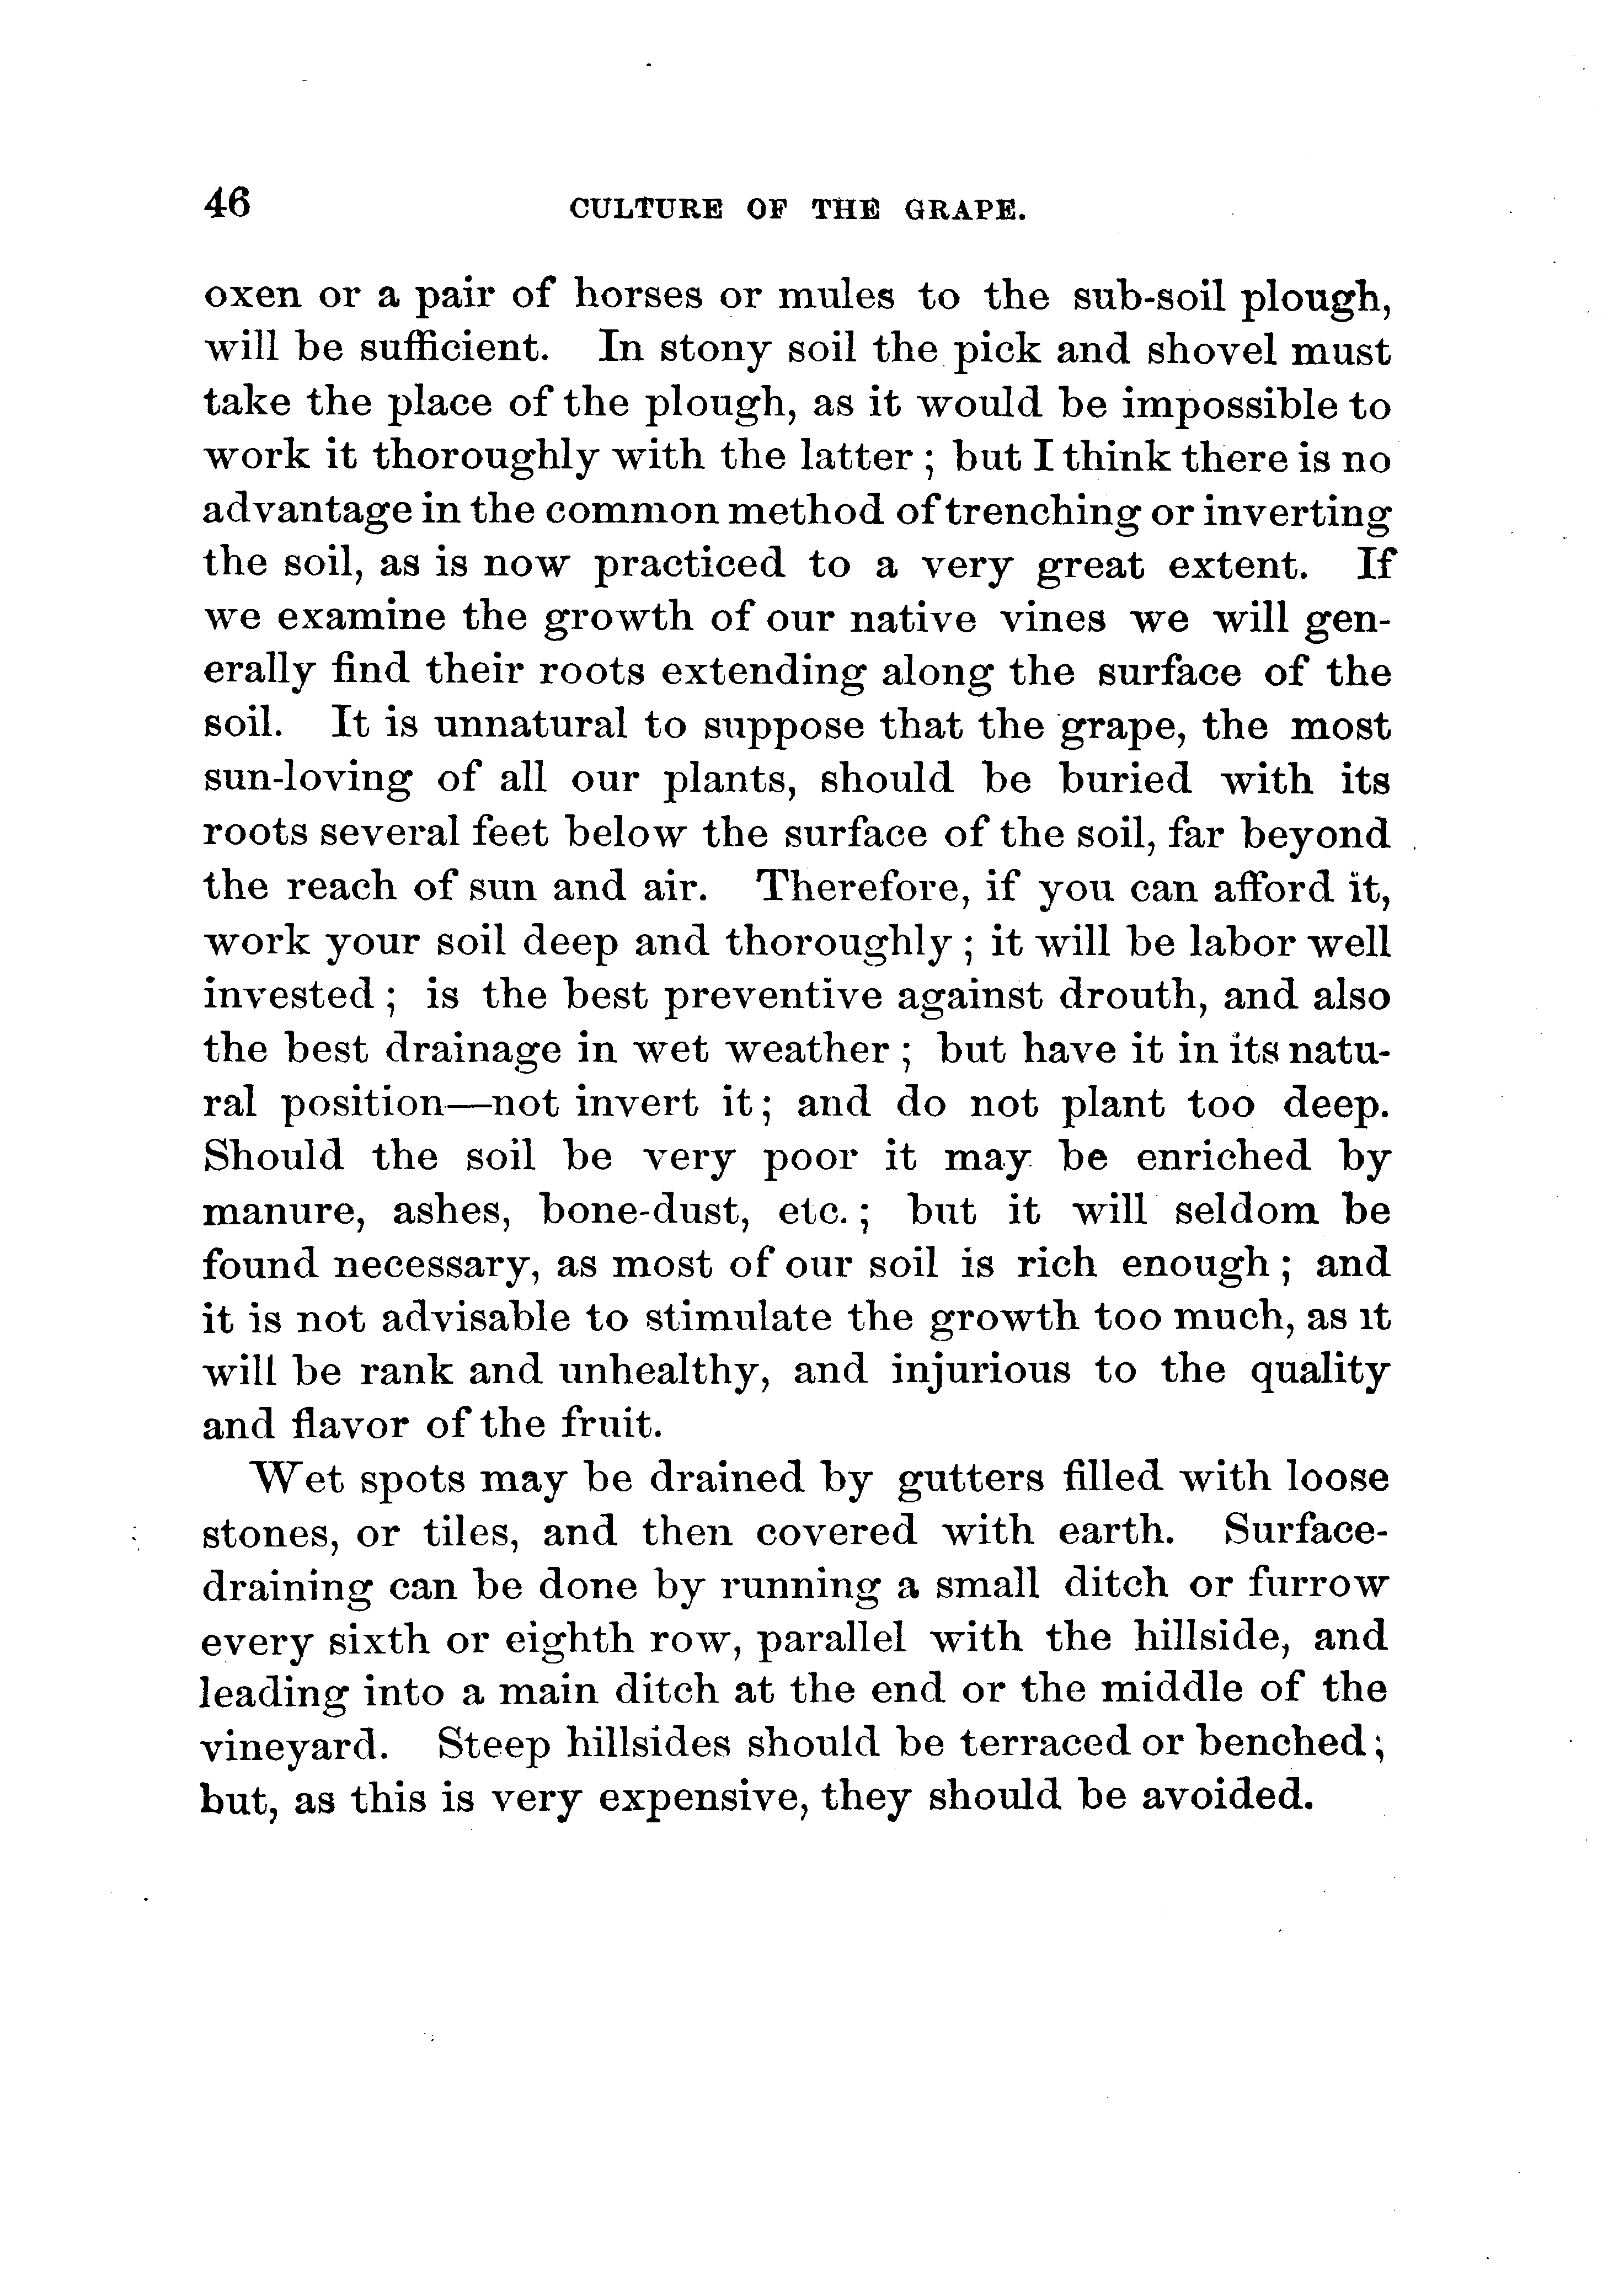 46 CULTURE OF THE GRAPE.
oxen or a pair of horses or mules to the sub-soil plough,
will be sufficient. In stony soil the pick and shovel must
take the place of the plough, as it would be impossible to
work it thoroughly with the latter ; but I think there is no
advantage in the common method of trenching or inverting
the soil, as is now practiced to a very great extent. If
we examine the growth of our native vines we will gen-
erally find their roots extending along the surface of the
soil. It is unnatural to suppose that the grape, the most
sun-loving of all our plants, should be buried with its
roots several feet below the surface of the soil, far beyond
the reach of sun and air. Therefore, if you can afford it,
work your soil deep and thoroughly ; it will be labor well
invested ; is the best preventive against drouth, and also
the best drainage in wet weather ; but have it in its natu-
ral position—not invert it ; and do not plant too deep.
Should the soil be very poor it may be enriched by
manure, ashes, bone-dust, etc. ; but it will seldom be
found necessary, as most of our soil is rich enough ; and
it is not advisable to stimulate the growth too much, as it
will be rank and unhealthy, and injurious to the quality
and flavor of the fruit.
Wet spots may be drained by gutters filled with loose
stones, or tiles, and then covered with earth. Surface-
draining can be done by running a small ditch or furrow
every sixth or eighth row, parallel with the hillside, and
leading into a main ditch at the end or the middle of the
vineyard. Steep hillsides should be terraced or benched ;
but, as this is very expensive, they should be avoided.